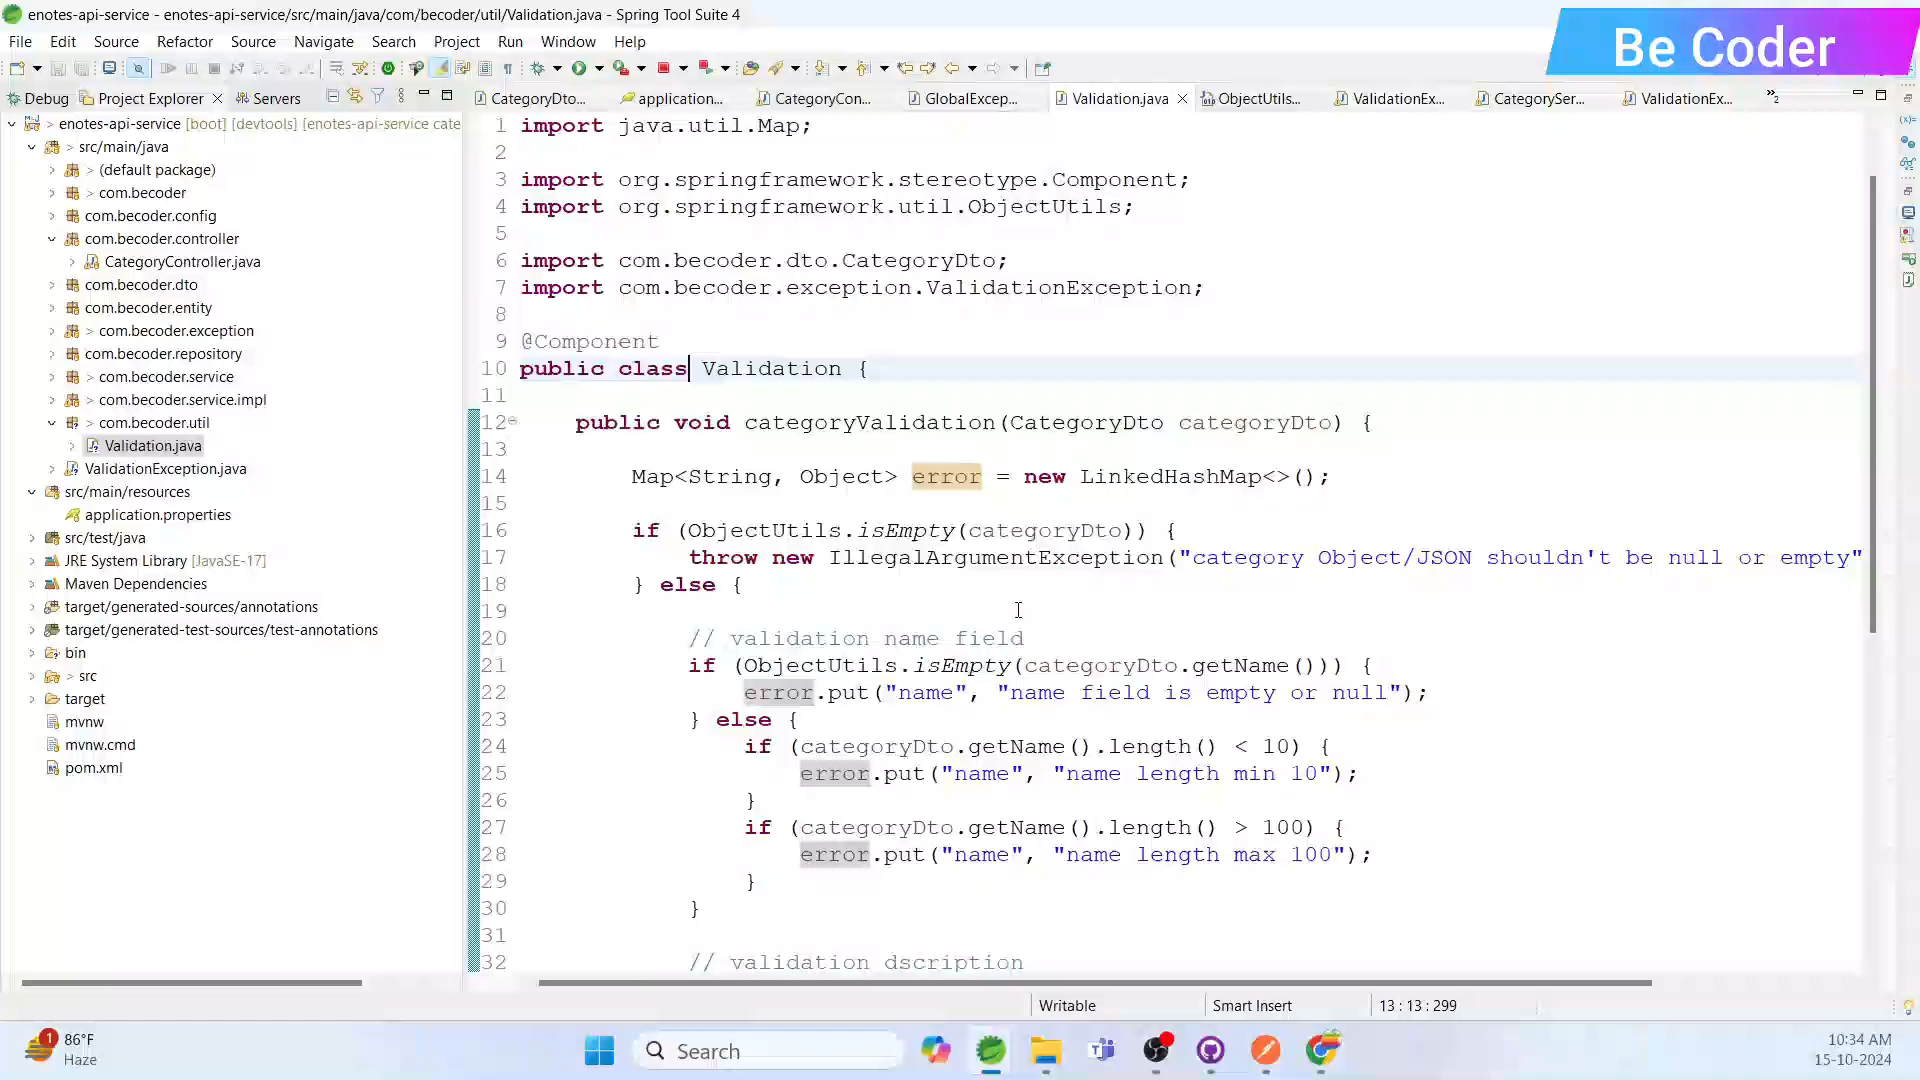 enotes-api-service - enotes-api-service/src/main/java/com/becoder/util/Validation.java - Spring Tool Suite 4
File Edit Source Refactor Source Navigate Search Project Run Window Help
Be Coder
Debug Project Explorer Servers
CategoryDto... application... CategoryCon... GlobalExcep... Validation.java ObjectUtils... ValidationEx... CategorySer... ValidationEx... »2
> enotes-api-service [boot] [devtools] [enotes-api-service cate
> src/main/java
> (default package)
> com.becoder
com.becoder.config
com.becoder.controller
CategoryController.java
com.becoder.dto
com.becoder.entity
> com.becoder.exception
com.becoder.repository
com.becoder.service
com.becoder.service.impl
> com.becoder.util
Validation.java
ValidationException.java
src/main/resources
application.properties
src/test/java
JRE System Library [JavaSE-17]
Maven Dependencies
target/generated-sources/annotations
target/generated-test-sources/test-annotations
bin
> src
target
mvnw
mvnw.cmd
pom.xml
1 import java.util.Map;
2
3 import org.springframework.stereotype.Component;
4 import org.springframework.util.ObjectUtils;
5
6 import com.becoder.dto.CategoryDto;
7 import com.becoder.exception.ValidationException;
8
9 @Component
10 public class Validation {
11
12 public void categoryValidation(CategoryDto categoryDto) {
13
14 Map<String, Object> error = new LinkedHashMap<>();
15
16 if (ObjectUtils.isEmpty(categoryDto)) {
17 throw new IllegalArgumentException("category Object/JSON shouldn't be null or empty"
18 } else {
19
20 // validation name field
21 if (ObjectUtils.isEmpty(categoryDto.getName())) {
22 error.put("name", "name field is empty or null");
23 } else {
24 if (categoryDto.getName().length() < 10) {
25 error.put("name", "name length min 10");
26 }
27 if (categoryDto.getName().length() > 100) {
28 error.put("name", "name length max 100");
29 }
30 }
31
32 // validation dscription
Writable Smart Insert 13 : 13 : 299
1 86°F
Haze
Search
10:34 AM
15-10-2024